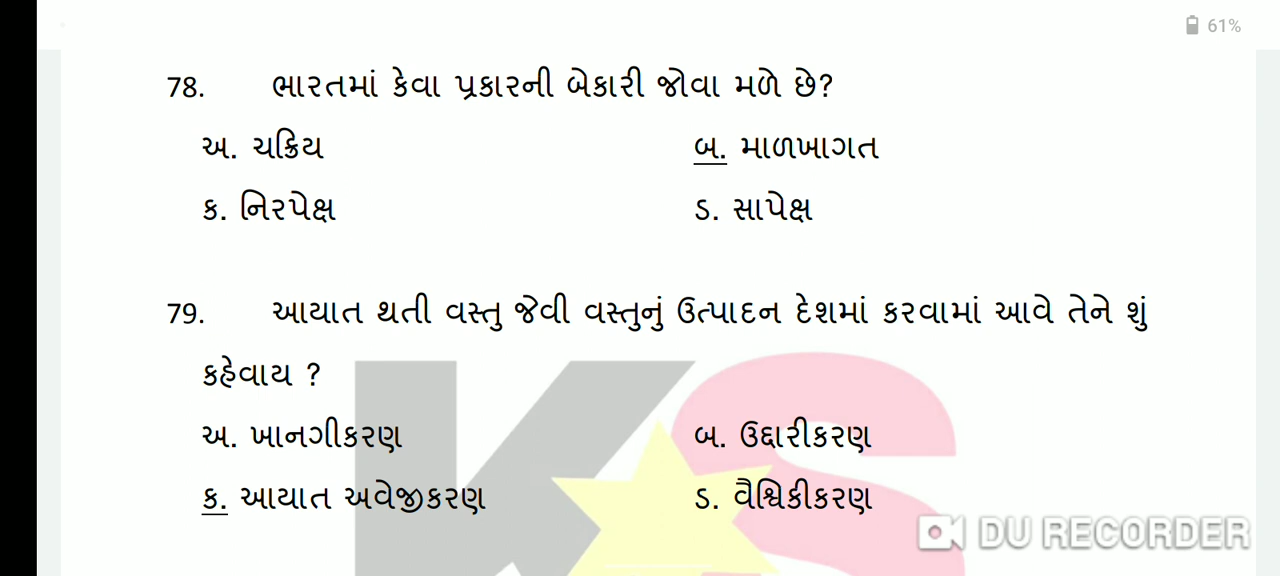 61%
78. ભારતમાં કેવા પ્રકારની બેકારી જોવા મળે છે?
અ. ચક્રિય બ. માળખાગત
ક. નિરપેક્ષ ડ. સાપેક્ષ
79. આયાત થતી વસ્તુ જેવી વસ્તુનું ઉત્પાદન દેશમાં કરવામાં આવે તેને શું
કહેવાય ?
અ. ખાનગીકરણ બ. ઉદ્દારીકરણ
ક. આયાત અવેજીકરણ ડ. વૈશ્વિકીકરણ
KS
DU RECORDER